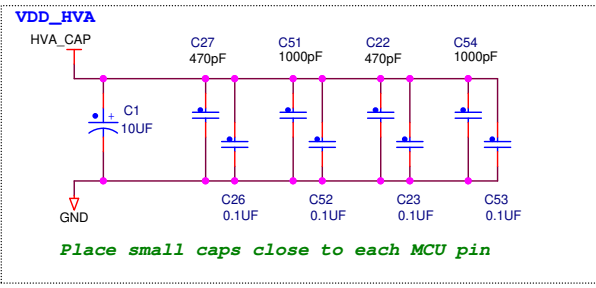 VDD_HVA
HVA_CAP
C27 C51 C22 C54
470pF 1000pF 470pF 1000pF
+ C1
10UF
C26 C52 C23 C53
0.1UF 0.1UF 0.1UF 0.1UF
GND
Place small caps close to each MCU pin